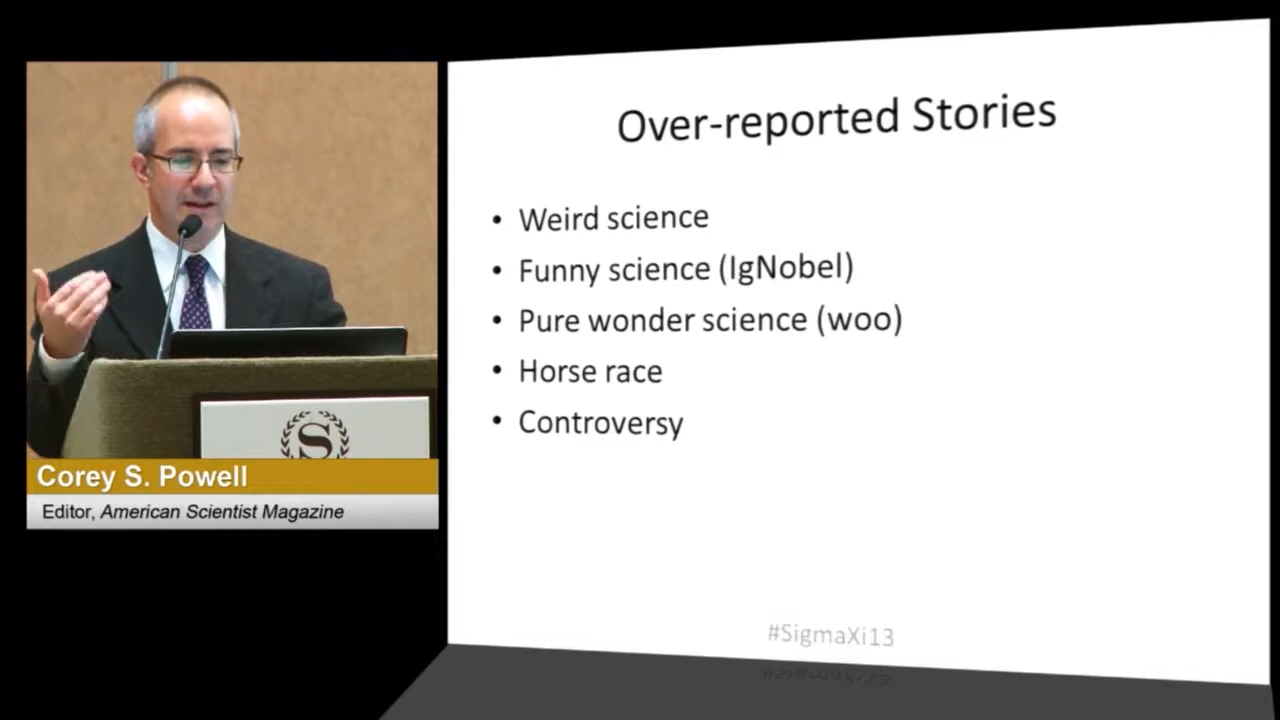 Over-reported Stories
• Weird science
• Funny science (IgNobel)
• Pure wonder science (woo)
• Horse race
• Controversy
#SigmaXi13
S
Corey S. Powell
Editor, American Scientist Magazine